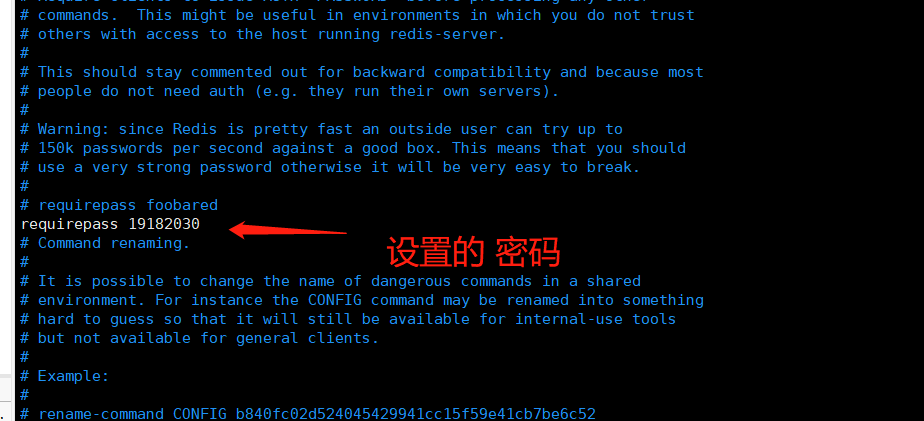 # commands.  This might be useful in environments in which you do not trust
# others with access to the host running redis-server.
#
# This should stay commented out for backward compatibility and because most
# people do not need auth (e.g. they run their own servers).
#
# Warning: since Redis is pretty fast an outside user can try up to
# 150k passwords per second against a good box. This means that you should
# use a very strong password otherwise it will be very easy to break.
#
# requirepass foobared
requirepass 19182030
设置的 密码
# Command renaming.
#
# It is possible to change the name of dangerous commands in a shared
# environment. For instance the CONFIG command may be renamed into something
# hard to guess so that it will still be available for internal-use tools
# but not available for general clients.
#
# Example:
#
# rename-command CONFIG b840fc02d524045429941cc15f59e41cb7be6c52